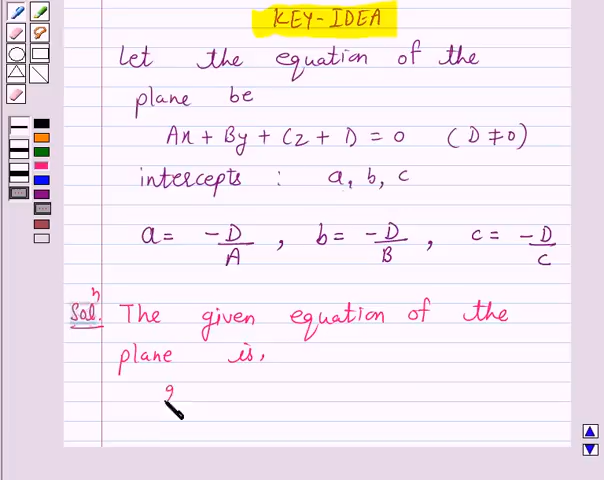 KEY-IDEA
Let the equation of the
plane be
Ax + By + Cz + D = 0 (D ≠ 0)
intercepts : a, b, c
a = -D/A , b = -D/B , c = -D/C
Solⁿ. The given equation of the
plane is,